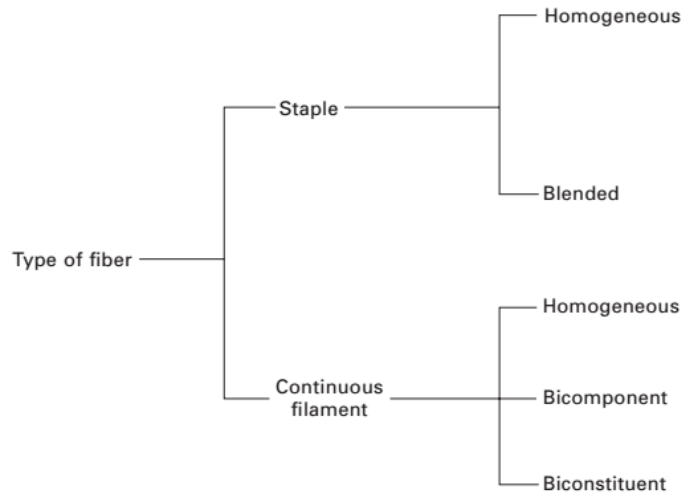 Homogeneous
Staple
Blended
Type of fiber
Homogeneous
Continuous
filament
Bicomponent
Biconstituent